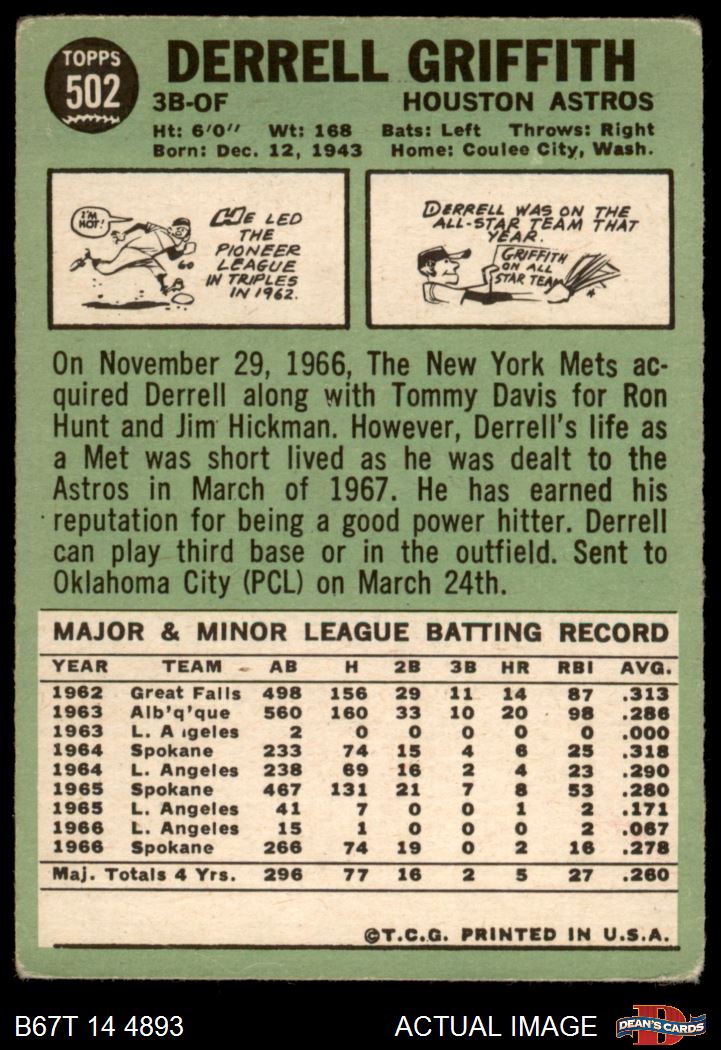 TOPPS
502
DERRELL GRIFFITH
3B-OF HOUSTON ASTROS
Ht: 6'0" Wt: 168 Bats: Left Throws: Right
Born: Dec. 12, 1943 Home: Coulee City, Wash.
I'M
HOT!
HE LED
THE
PIONEER
LEAGUE
IN TRIPLES
IN 1962.
DERRELL WAS ON THE
ALL-STAR TEAM THAT
YEAR.
GRIFFITH
ON ALL
STAR TEAM
On November 29, 1966, The New York Mets ac-
quired Derrell along with Tommy Davis for Ron
Hunt and Jim Hickman. However, Derrell's life as
a Met was short lived as he was dealt to the
Astros in March of 1967. He has earned his
reputation for being a good power hitter. Derrell
can play third base or in the outfield. Sent to
Oklahoma City (PCL) on March 24th.
MAJOR & MINOR LEAGUE BATTING RECORD
YEAR TEAM AB H 2B 3B HR RBI AVG.
1962 Great Falls 498 156 29 11 14 87 .313
1963 Alb'q'que 560 160 33 10 20 98 .286
1963 L. Angeles 2 0 0 0 0 0 .000
1964 Spokane 233 74 15 4 6 25 .318
1964 L. Angeles 238 69 16 2 4 23 .290
1965 Spokane 467 131 21 7 8 53 .280
1965 L. Angeles 41 7 0 0 1 2 .171
1966 L. Angeles 15 1 0 0 0 2 .067
1966 Spokane 266 74 19 0 2 16 .278
Maj. Totals 4 Yrs. 296 77 16 2 5 27 .260
©T.C.G. PRINTED IN U.S.A.
B67T 14 4893 ACTUAL IMAGE
D
DEAN'S CARDS